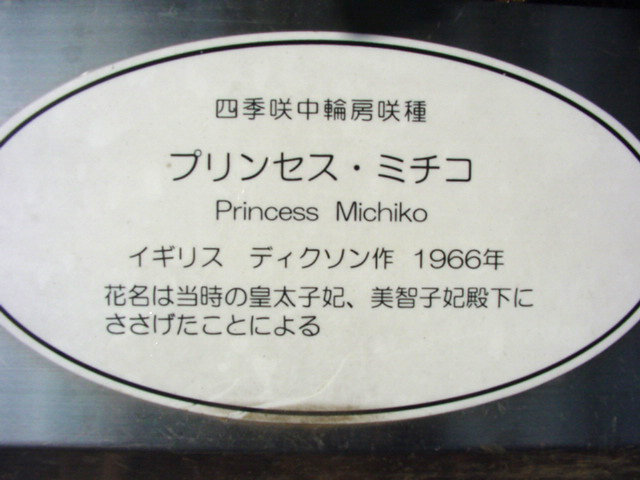 四季咲中輪房咲種
プリンセス・ミチコ
Princess Michiko
イギリス ディクソン作 1966年
花名は当時の皇太子妃、美智子妃殿下に
ささげたことによる